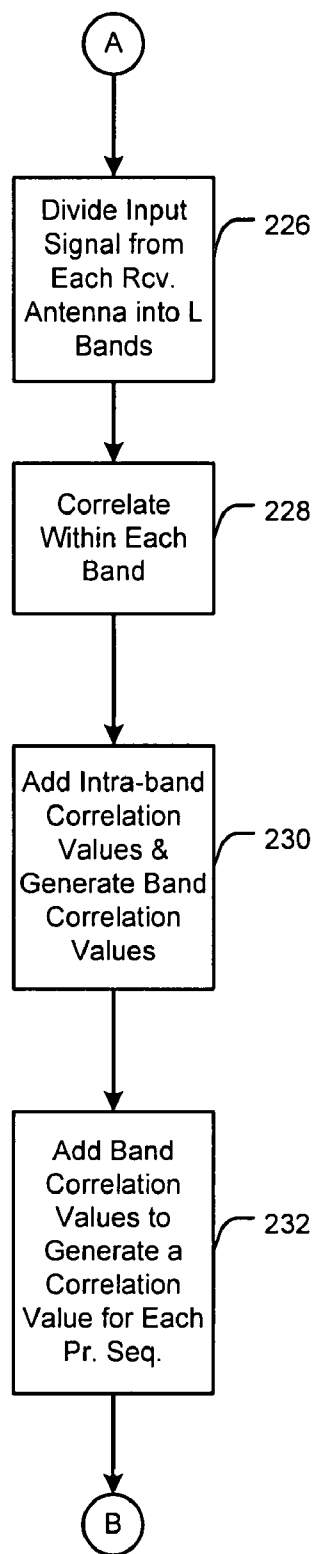 A
Divide Input
Signal from
Each Rcv.
Antenna into L
Bands
226
Correlate
Within Each
Band
228
Add Intra-band
Correlation
Values &
Generate Band
Correlation
Values
230
Add Band
Correlation
Values to
Generate a
Correlation
Value for Each
Pr. Seq.
232
B